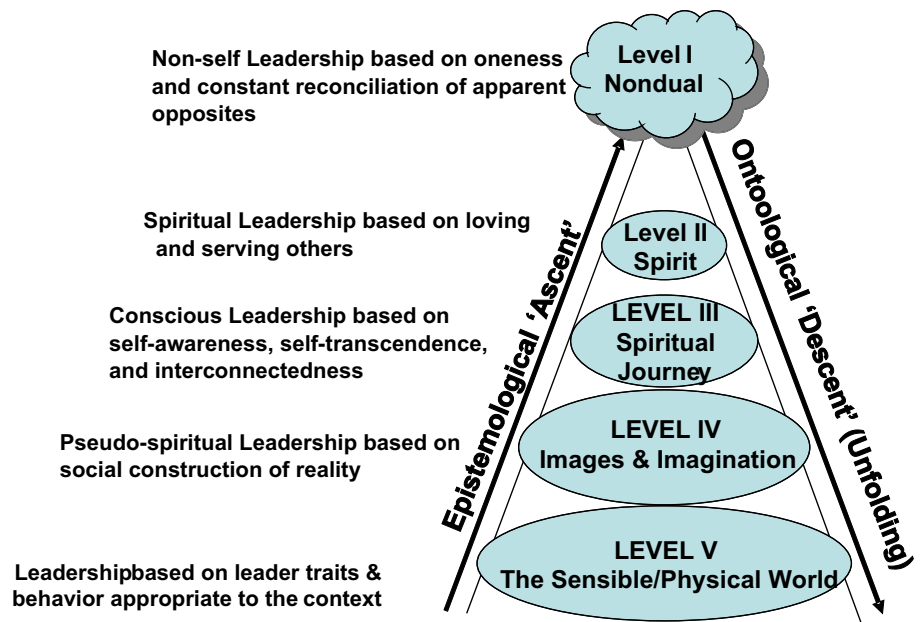 Non-self Leadership based on oneness
and constant reconciliation of apparent
opposites
Level I
Nondual
Spiritual Leadership based on loving
and serving others
Level II
Spirit
Conscious Leadership based on
self-awareness, self-transcendence,
and interconnectedness
LEVEL III
Spiritual
Journey
Pseudo-spiritual Leadership based on
social construction of reality
LEVEL IV
Images & Imagination
Leadershipbased on leader traits &
behavior appropriate to the context
LEVEL V
The Sensible/Physical World
Epistemological ‘Ascent’
Ontoological ‘Descent’ (Unfolding)